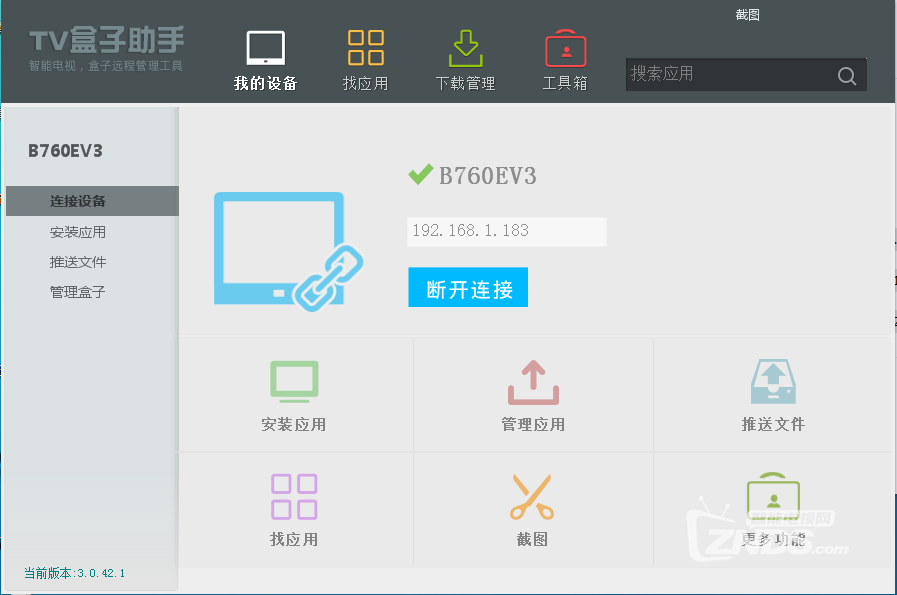 截图
TV盒子助手
智能电视，盒子远程管理工具
我的设备
找应用
下载管理
工具箱
搜索应用
B760EV3
连接设备
安装应用
推送文件
管理盒子
B760EV3
192.168.1.183
断开连接
安装应用
管理应用
推送文件
找应用
截图
更多功能
ZNDS.com
当前版本:3.0.42.1